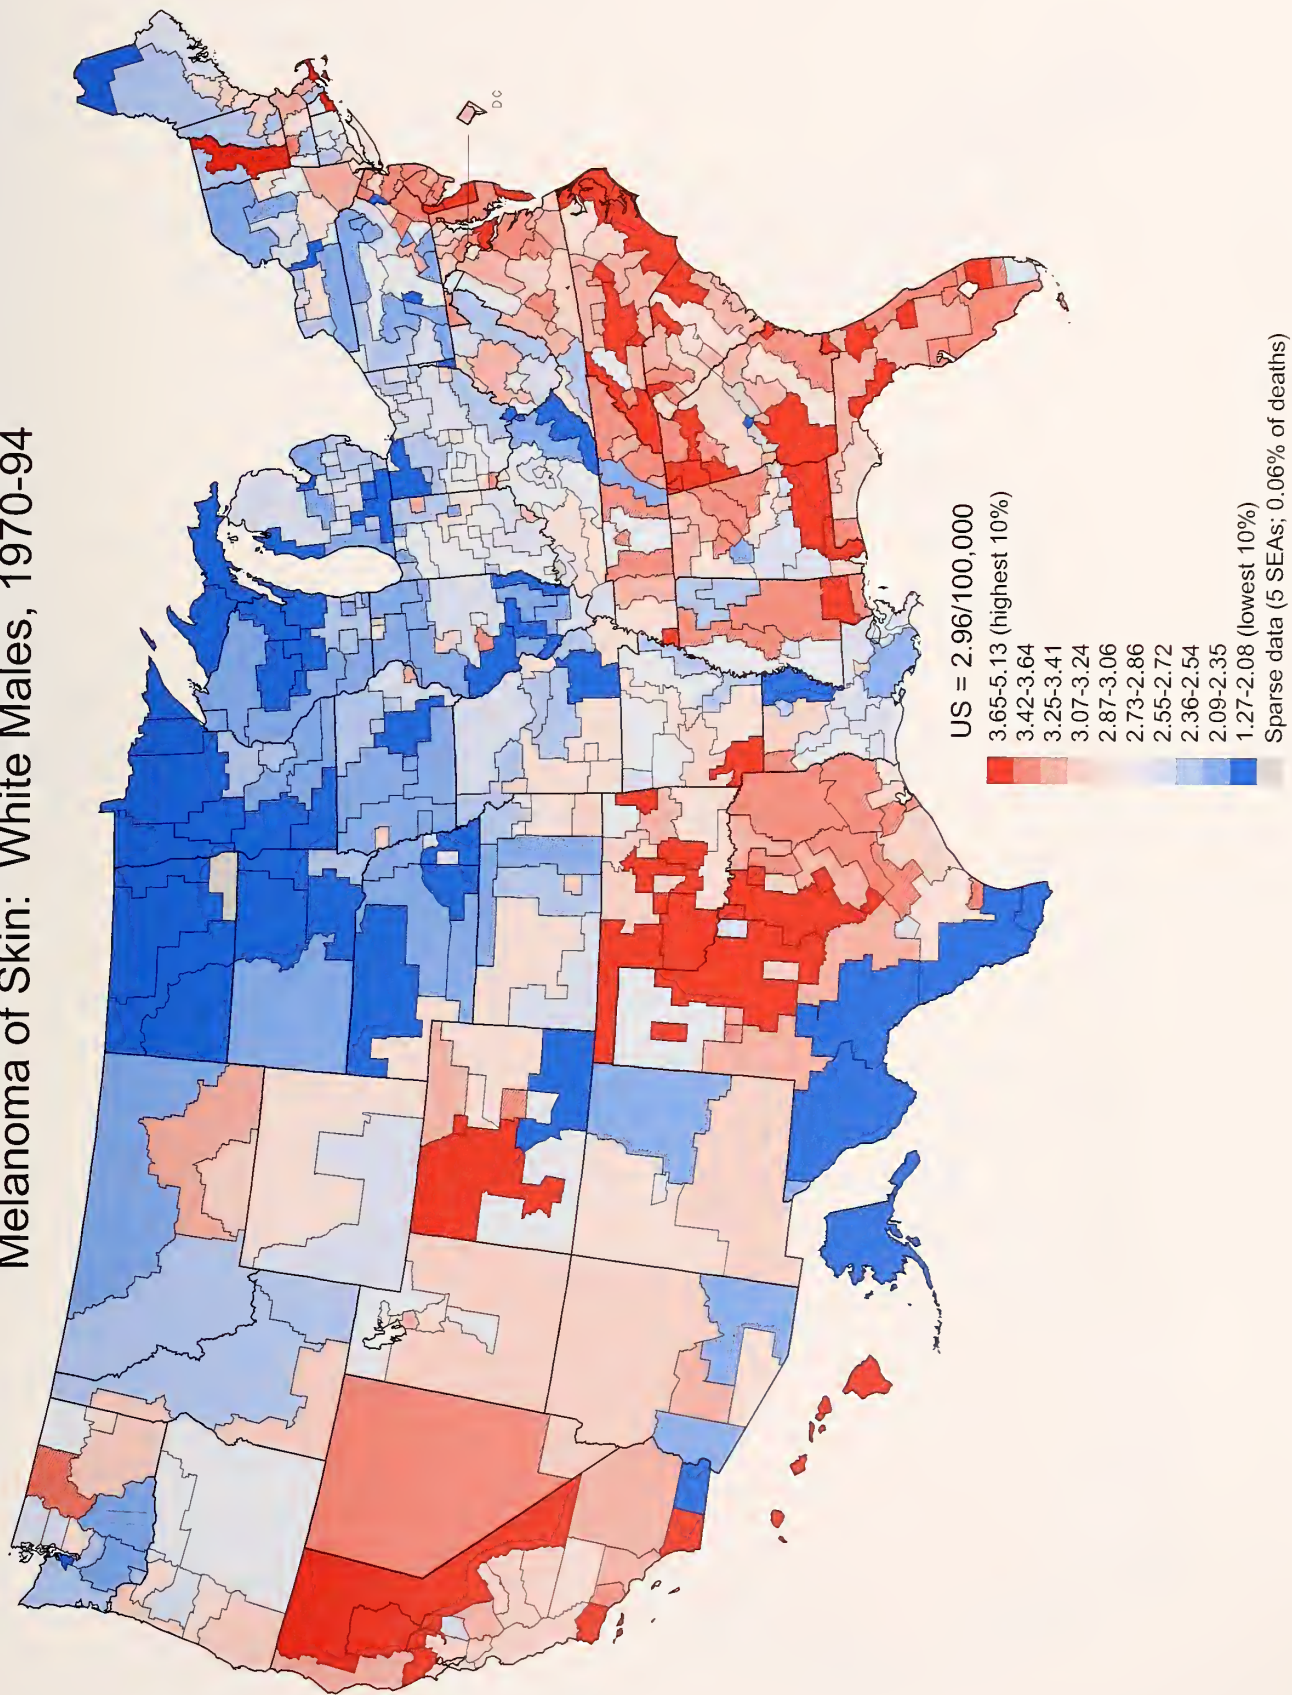 Melanoma of Skin: White Males, 1970-94
DC
US = 2.96/100,000
3.65-5.13 (highest 10%)
3.42-3.64
3.25-3.41
3.07-3.24
2.87-3.06
2.73-2.86
2.55-2.72
2.36-2.54
2.09-2.35
1.27-2.08 (lowest 10%)
Sparse data (5 SEAs; 0.06% of deaths)